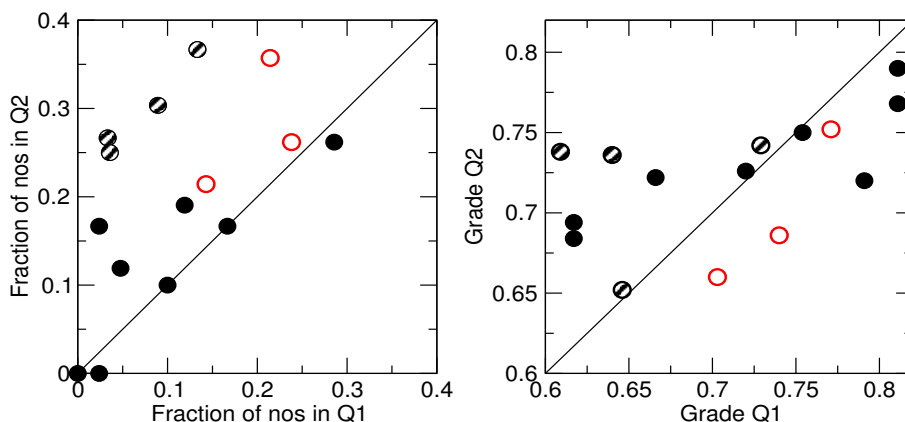 0.4
0.3
0.2
0.1
0
Fraction of nos in Q2
0 0.1 0.2 0.3 0.4
Fraction of nos in Q1
0.8
0.75
0.7
0.65
0.6
Grade Q2
0.6 0.65 0.7 0.75 0.8
Grade Q1